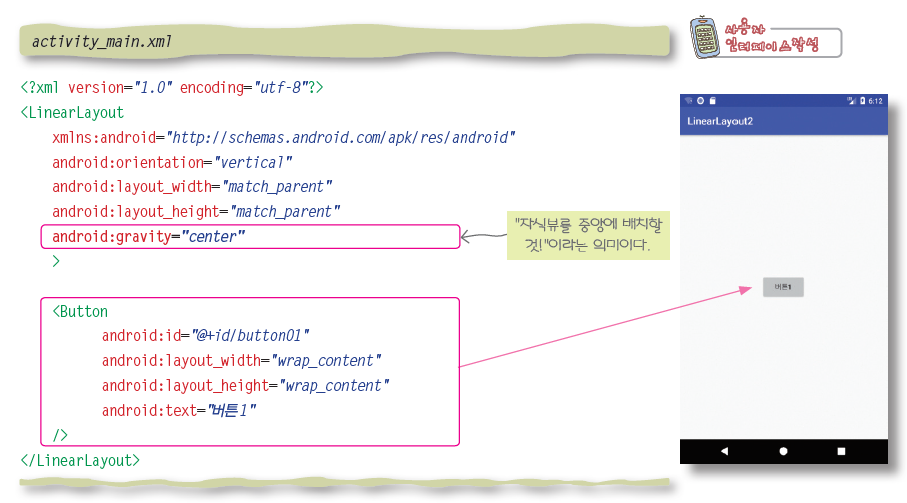 activity_main.xml
사용자
인터페이스작성
<?xml version="1.0" encoding="utf-8"?>
<LinearLayout
xmlns:android="http://schemas.android.com/apk/res/android"
android:orientation="vertical"
android:layout_width="match_parent"
android:layout_height="match_parent"
android:gravity="center"
>
"자식뷰를 중앙에 배치할
것!"이라는 의미이다.
<Button
android:id="@+id/button01"
android:layout_width="wrap_content"
android:layout_height="wrap_content"
android:text="버튼1"
/>
</LinearLayout>
6:12
LinearLayout2
버튼1